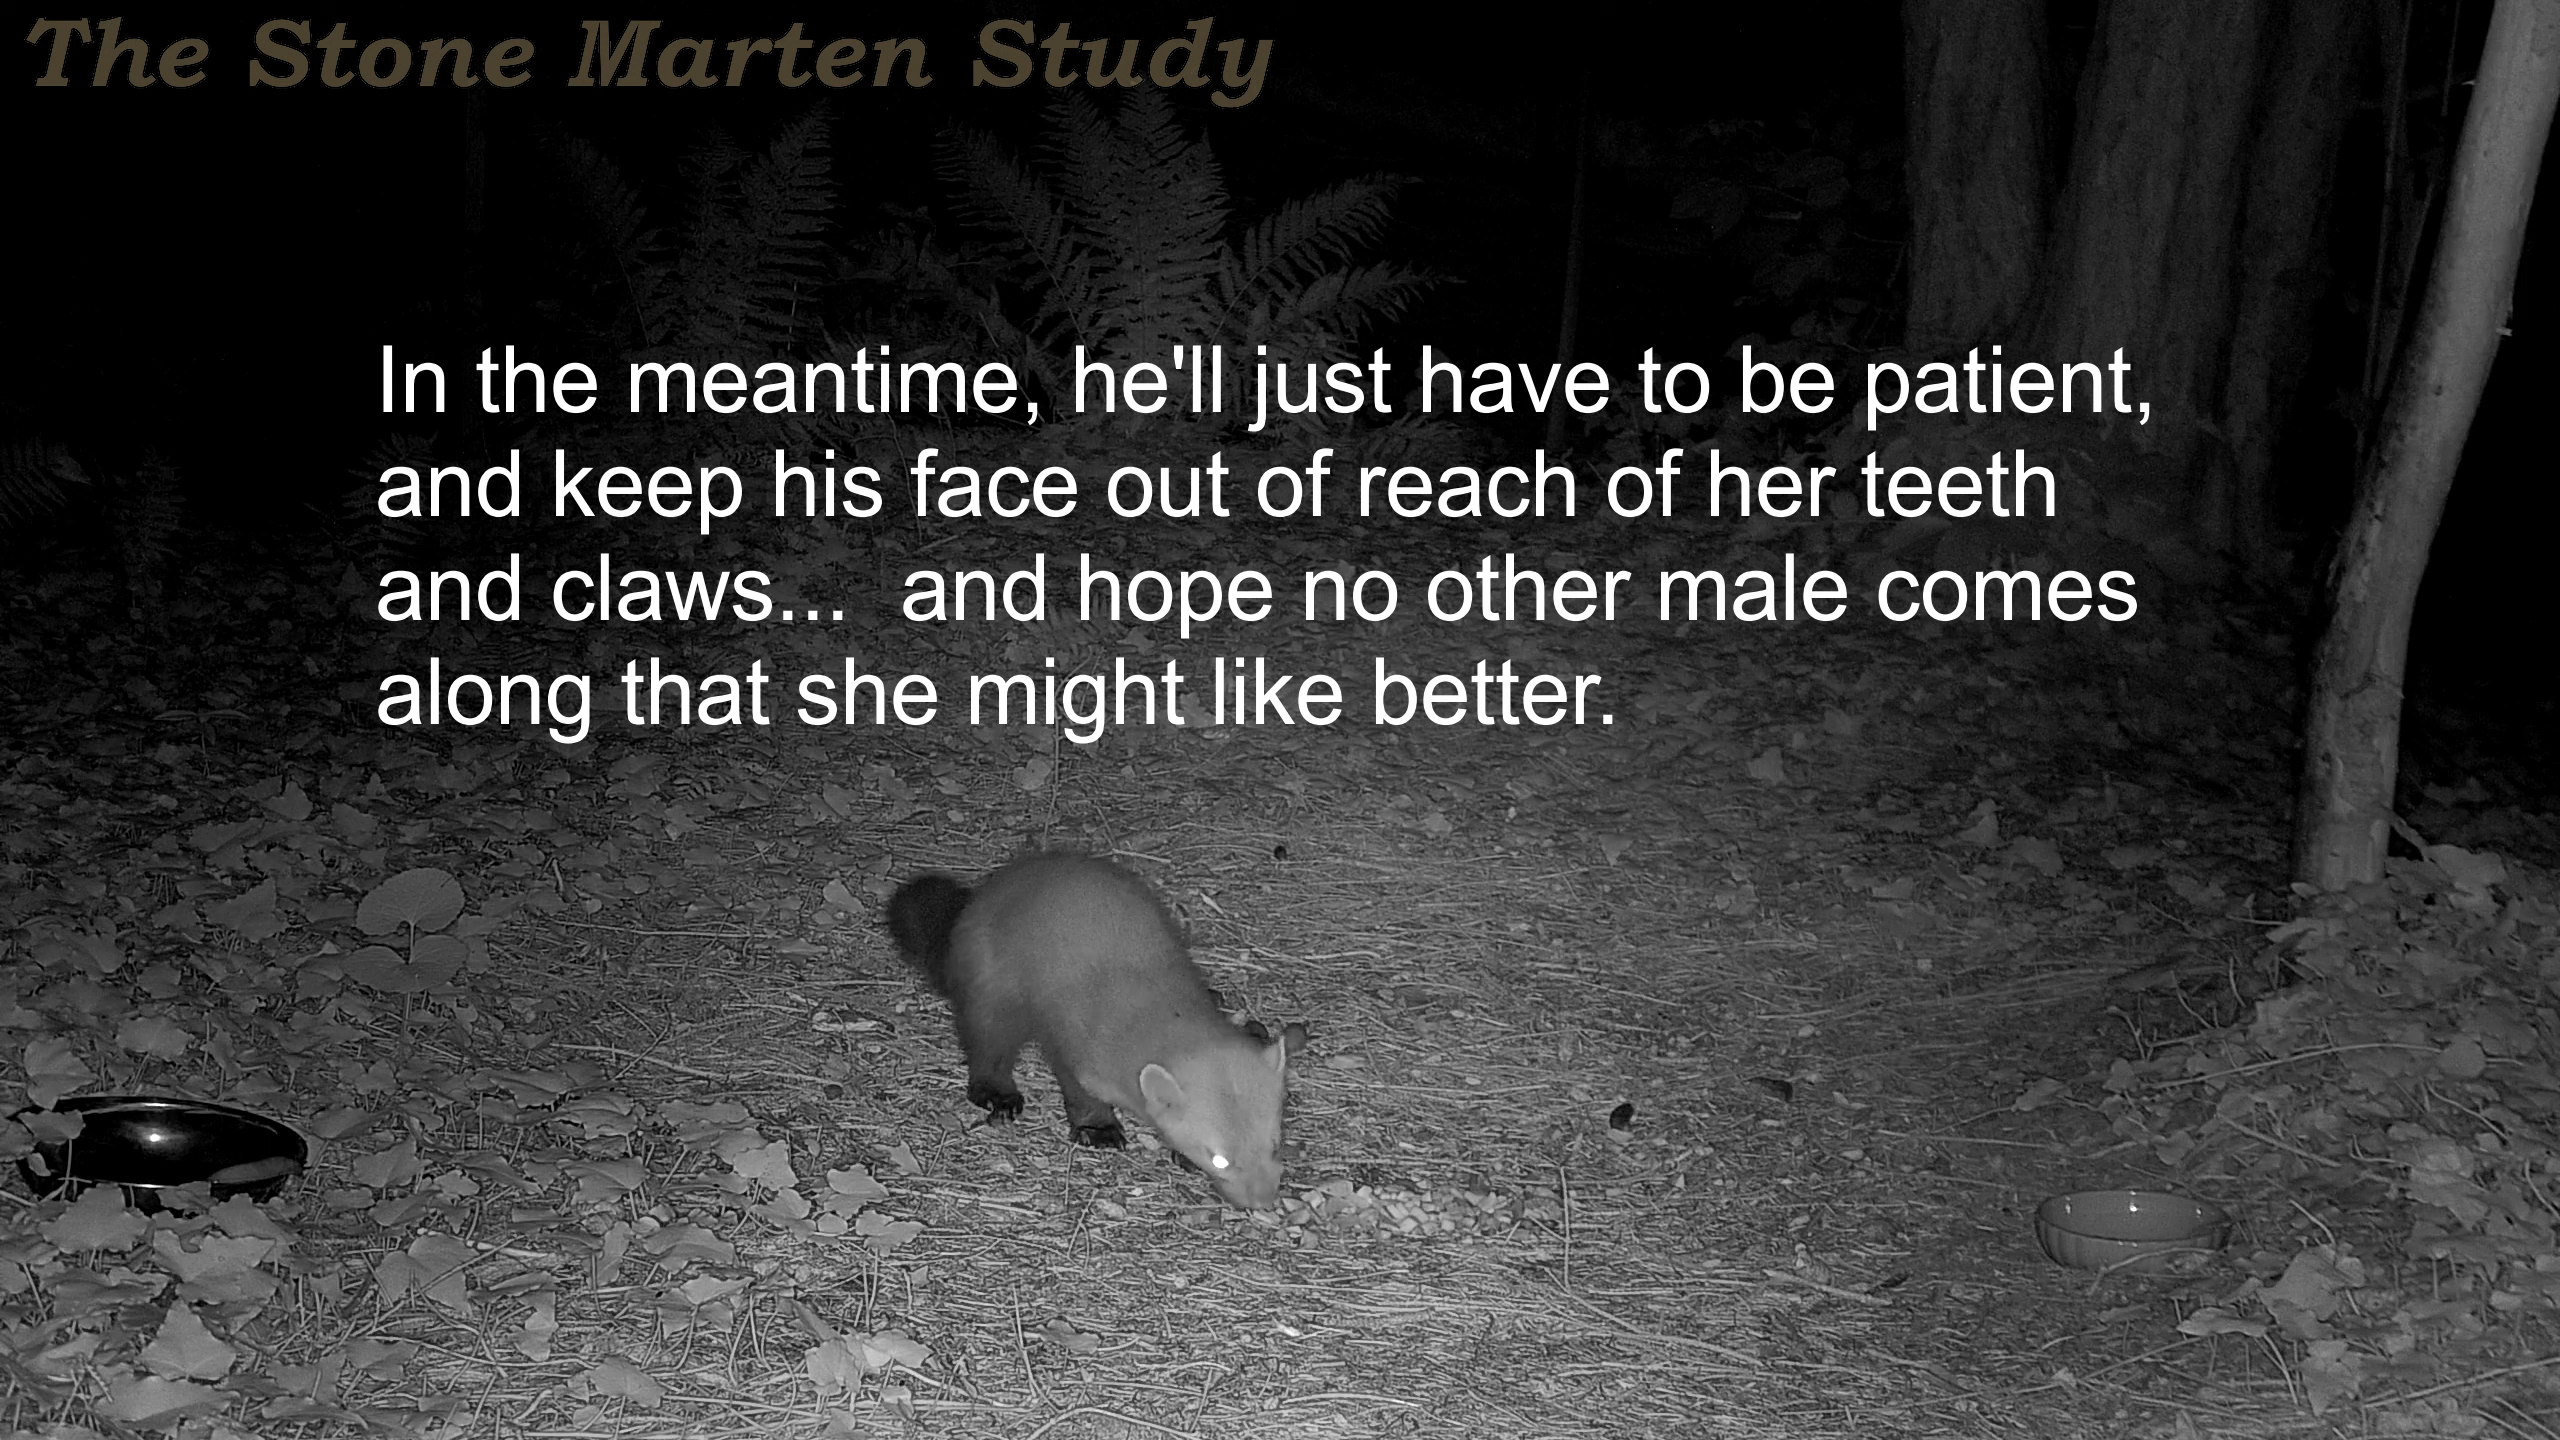 The Stone Marten Study
In the meantime, he'll just have to be patient,
and keep his face out of reach of her teeth
and claws...  and hope no other male comes
along that she might like better.